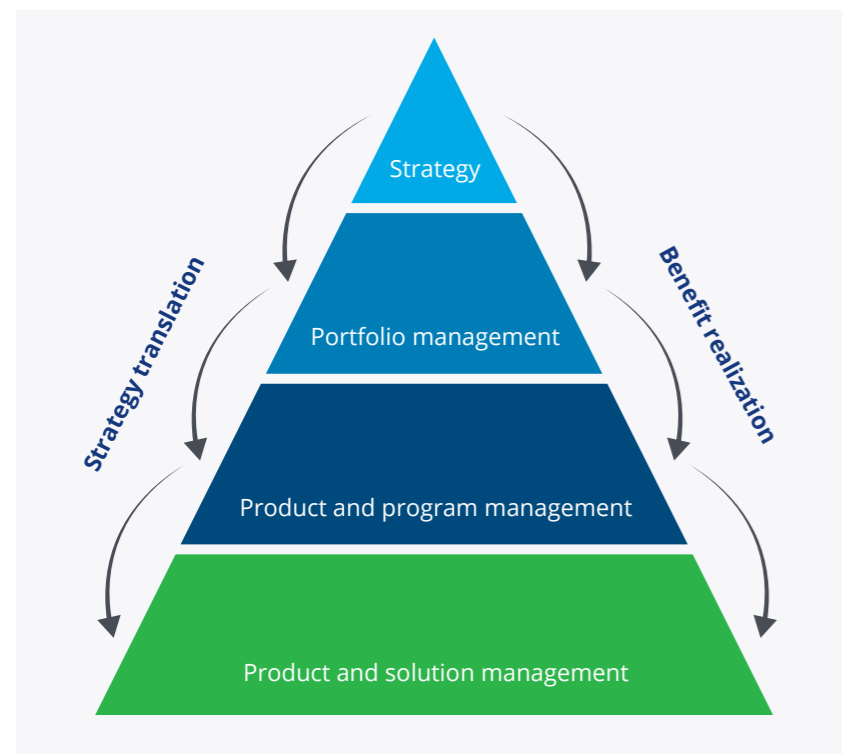 Strategy
Portfolio management
Strategy translation
Benefit realization
Product and program management
Product and solution management